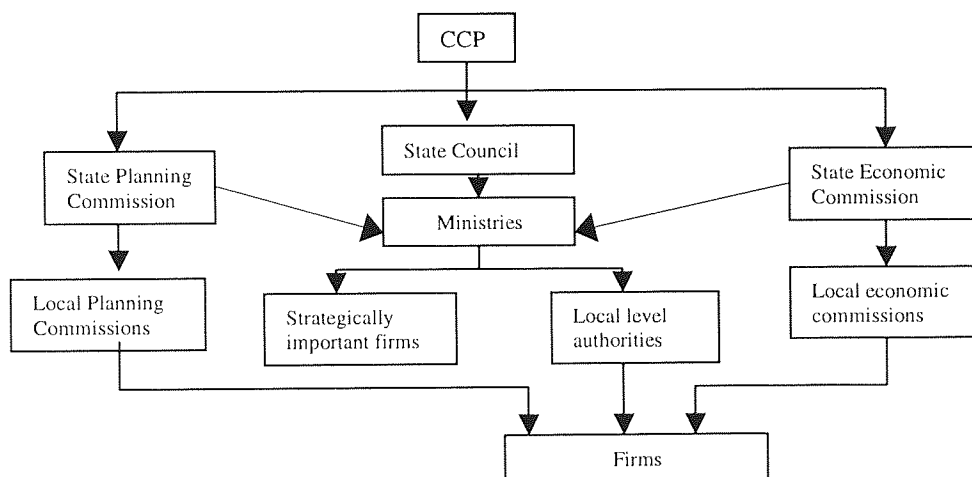 CCP
State Council
State Planning
Commission
State Economic
Commission
Ministries
Local Planning
Commissions
Strategically
important firms
Local level
authorities
Local economic
commissions
Firms